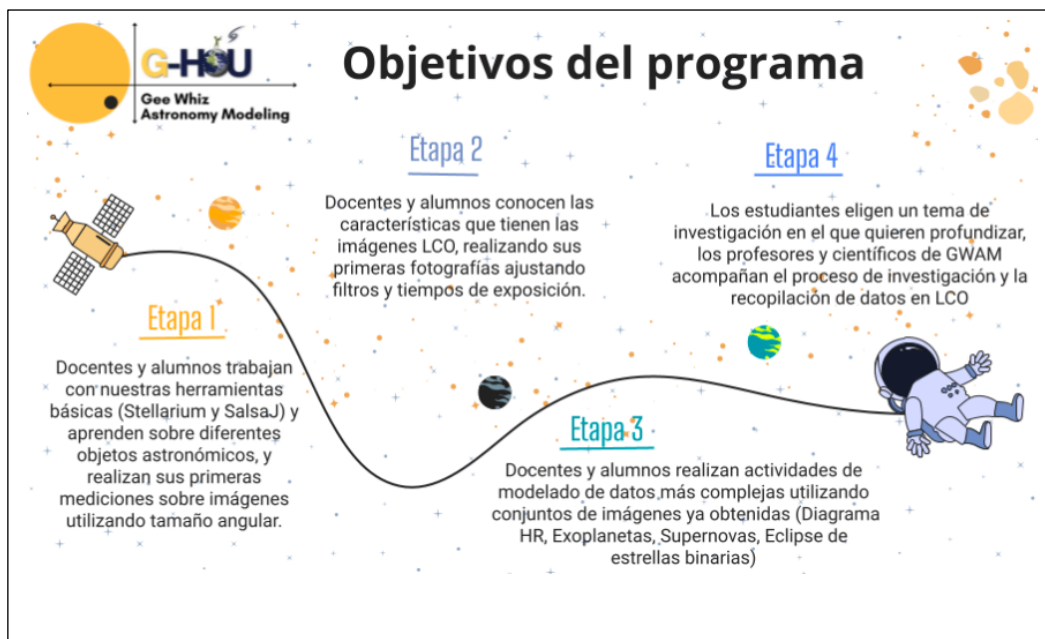 G-HOU
Gee Whiz
Astronomy Modeling
Objetivos del programa
Etapa 1
Docentes y alumnos trabajan
con nuestras herramientas
básicas (Stellarium y SalsaJ) y
aprenden sobre diferentes
objetos astronómicos, y
realizan sus primeras
mediciones sobre imágenes
utilizando tamaño angular.
Etapa 2
Docentes y alumnos conocen las
características que tienen las
imágenes LCO, realizando sus
primeras fotografías ajustando
filtros y tiempos de exposición.
Etapa 3
Docentes y alumnos realizan actividades de
modelado de datos más complejas utilizando
conjuntos de imágenes ya obtenidas (Diagrama
HR, Exoplanetas, Supernovas, Eclipse de
estrellas binarias)
Etapa 4
Los estudiantes eligen un tema de
investigación en el que quieren profundizar,
los profesores y científicos de GWAM
acompañan el proceso de investigación y la
recopilación de datos en LCO